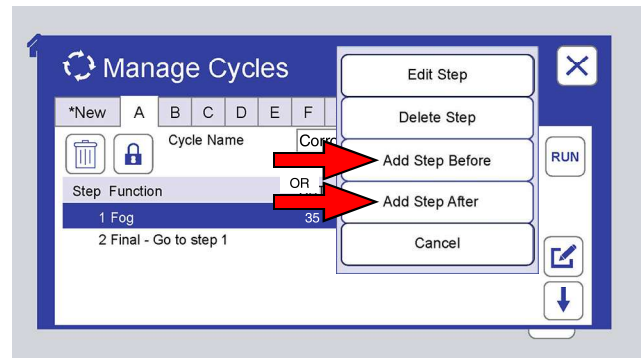 Manage Cycles
*New A B C D E F
Cycle Name
Step Function
1 Fog 35
2 Final - Go to step 1
Edit Step
Delete Step
Add Step Before
OR
Add Step After
Cancel
RUN